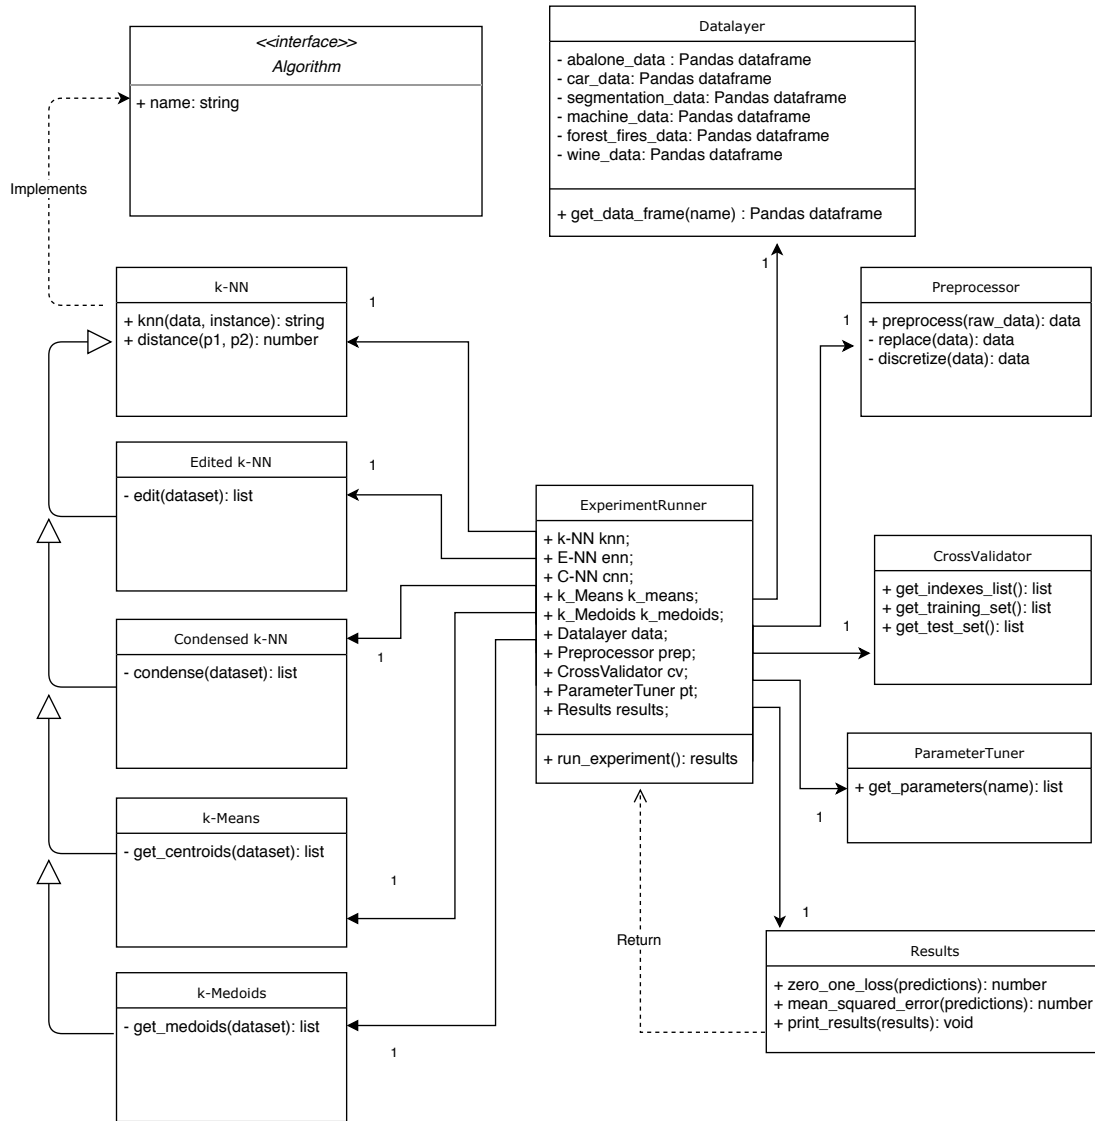 <<interface>>
Algorithm
+ name: string
Implements
Datalayer
- abalone_data : Pandas dataframe
- car_data: Pandas dataframe
- segmentation_data: Pandas dataframe
- machine_data: Pandas dataframe
- forest_fires_data: Pandas dataframe
- wine_data: Pandas dataframe
+ get_data_frame(name) : Pandas dataframe
1
k-NN
+ knn(data, instance): string
+ distance(p1, p2): number
1
Preprocessor
+ preprocess(raw_data): data
- replace(data): data
- discretize(data): data
1
Edited k-NN
- edit(dataset): list
1
ExperimentRunner
+ k-NN knn;
+ E-NN enn;
+ C-NN cnn;
+ k_Means k_means;
+ k_Medoids k_medoids;
+ Datalayer data;
+ Preprocessor prep;
+ CrossValidator cv;
+ ParameterTuner pt;
+ Results results;
+ run_experiment(): results
CrossValidator
+ get_indexes_list(): list
+ get_training_set(): list
+ get_test_set(): list
1
Condensed k-NN
- condense(dataset): list
1
ParameterTuner
+ get_parameters(name): list
1
k-Means
- get_centroids(dataset): list
1
Return
1
Results
+ zero_one_loss(predictions): number
+ mean_squared_error(predictions): number
+ print_results(results): void
k-Medoids
- get_medoids(dataset): list
1